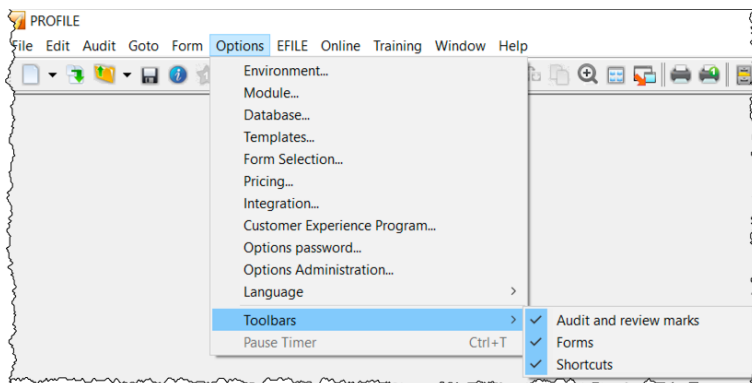 PROFILE
File Edit Audit Goto Form Options EFILE Online Training Window Help
Environment...
Module...
Database...
Templates...
Form Selection...
Pricing...
Integration...
Customer Experience Program...
Options password...
Options Administration...
Language
Toolbars
Audit and review marks
Pause Timer Ctrl+T
Forms
Shortcuts